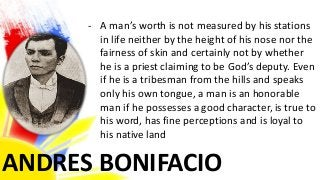 - A man's worth is not measured by his stations
in life neither by the height of his nose nor the
fairness of skin and certainly not by whether
he is a priest claiming to be God's deputy. Even
if he is a tribesman from the hills and speaks
only his own tongue, a man is an honorable
man if he possesses a good character, is true to
his word, has fine perceptions and is loyal to
his native land
ANDRES BONIFACIO